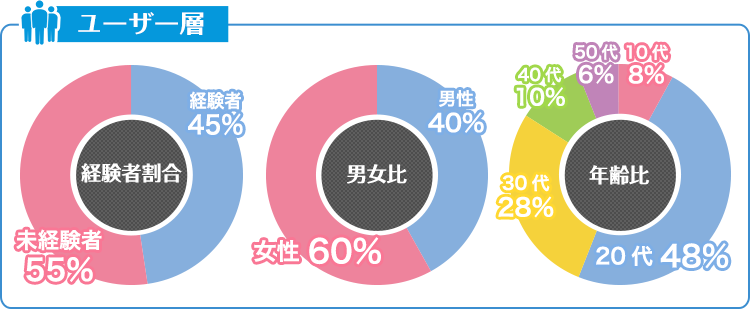 ユーザー層
経験者
45%
経験者割合
未経験者
55%
男性
40%
男女比
女性 60%
50代
6%
10代
8%
40代
10%
年齢比
30代
28%
20代 48%